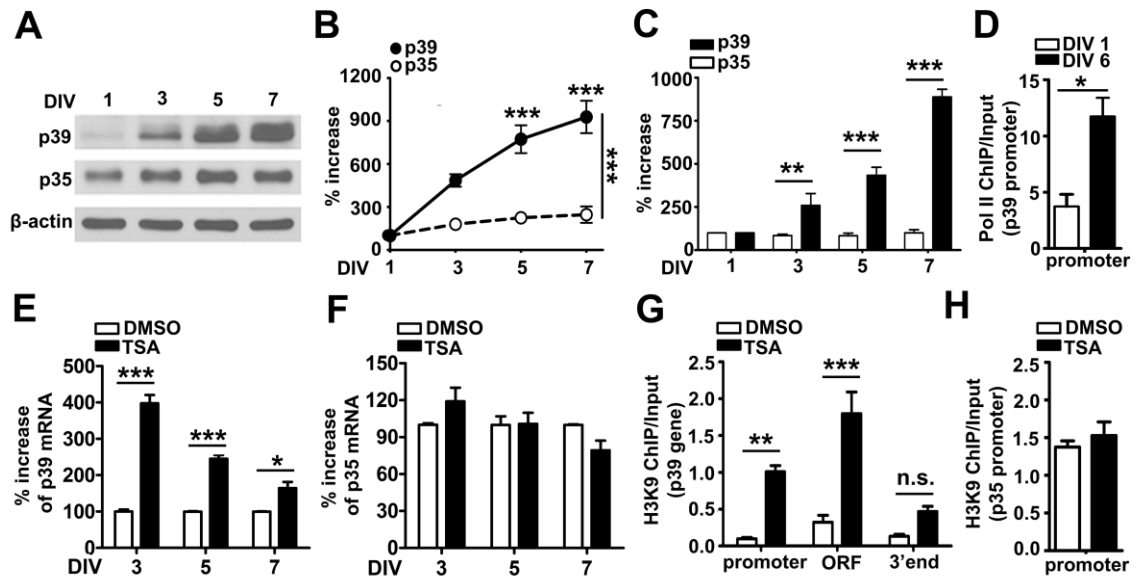 A
DIV 1 3 5 7
p39
p35
β-actin
B
p39
p35
% increase
1200
900
600
300
100
0
***
***
***
DIV 1 3 5 7
C
p39
p35
% increase
1000
750
500
250
100
0
**
***
***
DIV 1 3 5 7
D
DIV 1
DIV 6
Pol II ChIP/Input
(p39 promoter)
15
10
5
0
*
promoter
E
DMSO
TSA
% increase
of p39 mRNA
500
400
300
200
100
0
***
***
*
DIV 3 5 7
F
DMSO
TSA
% increase
of p35 mRNA
150
120
90
60
30
0
DIV 3 5 7
G
DMSO
TSA
H3K9 ChIP/Input
(p39 gene)
2.5
2.0
1.5
1.0
0.5
0.0
**
***
n.s.
promoter ORF 3'end
H
DMSO
TSA
H3K9 ChIP/Input
(p35 promoter)
2.5
2.0
1.5
1.0
0.5
0.0
promoter